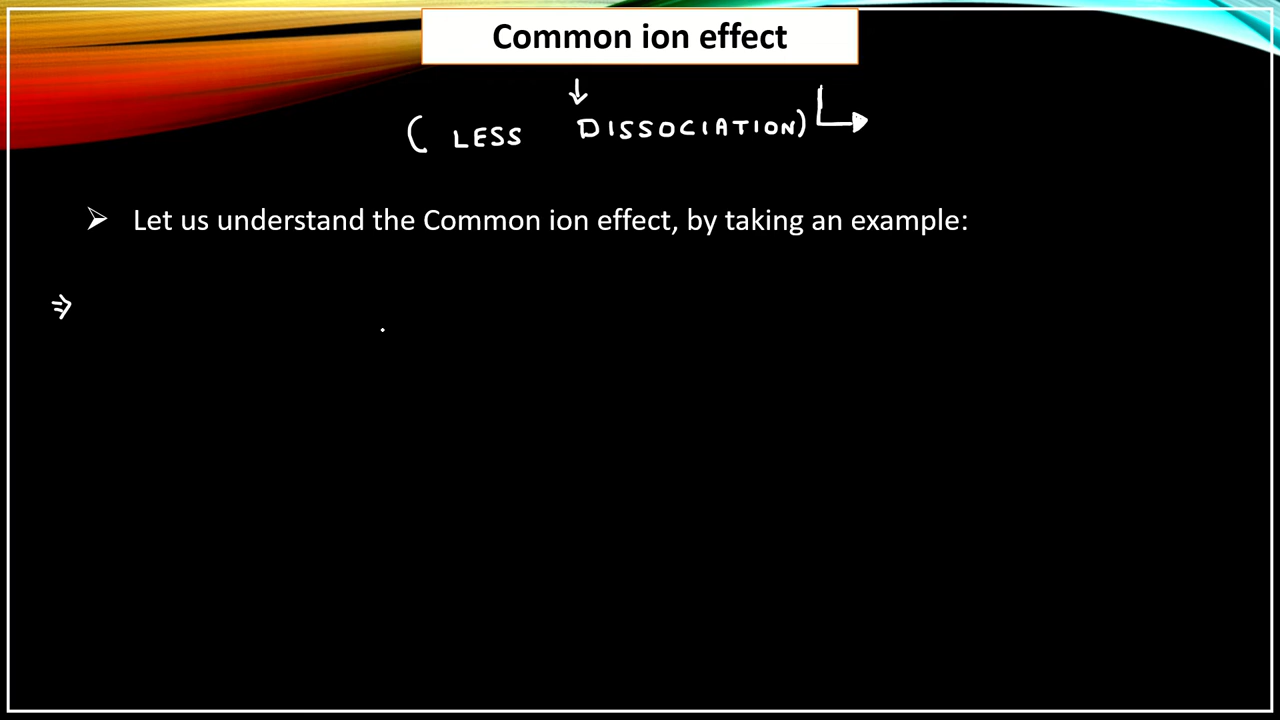 Common ion effect
( LESS DISSOCIATION)
Let us understand the Common ion effect, by taking an example: